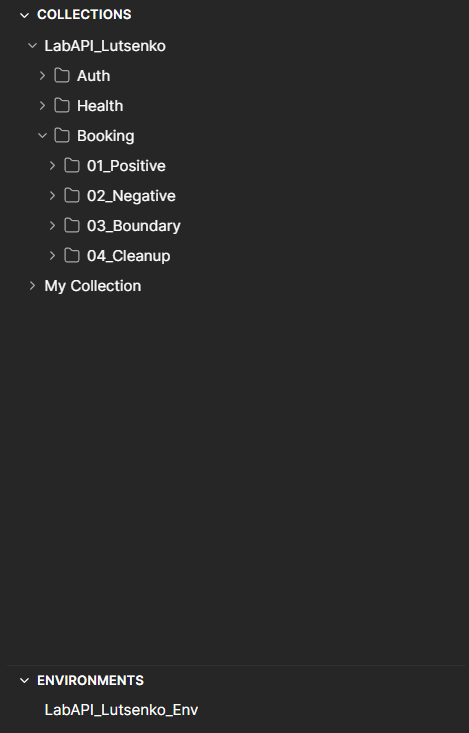 COLLECTIONS
LabAPI_Lutsenko
Auth
Health
Booking
01_Positive
02_Negative
03_Boundary
04_Cleanup
My Collection
ENVIRONMENTS
LabAPI_Lutsenko_Env